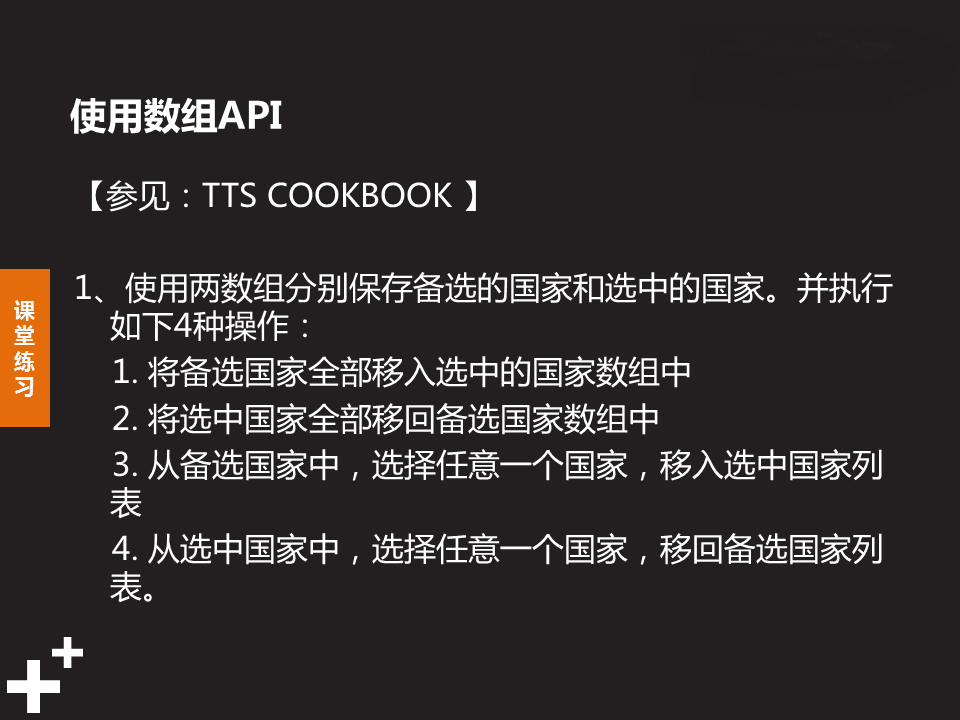 使用数组API
【参见：TTS COOKBOOK 】
1、使用两数组分别保存备选的国家和选中的国家。并执行
如下4种操作：
1. 将备选国家全部移入选中的国家数组中
2. 将选中国家全部移回备选国家数组中
3. 从备选国家中，选择任意一个国家，移入选中国家列
表
4. 从选中国家中，选择任意一个国家，移回备选国家列
表。
课
堂
练
习